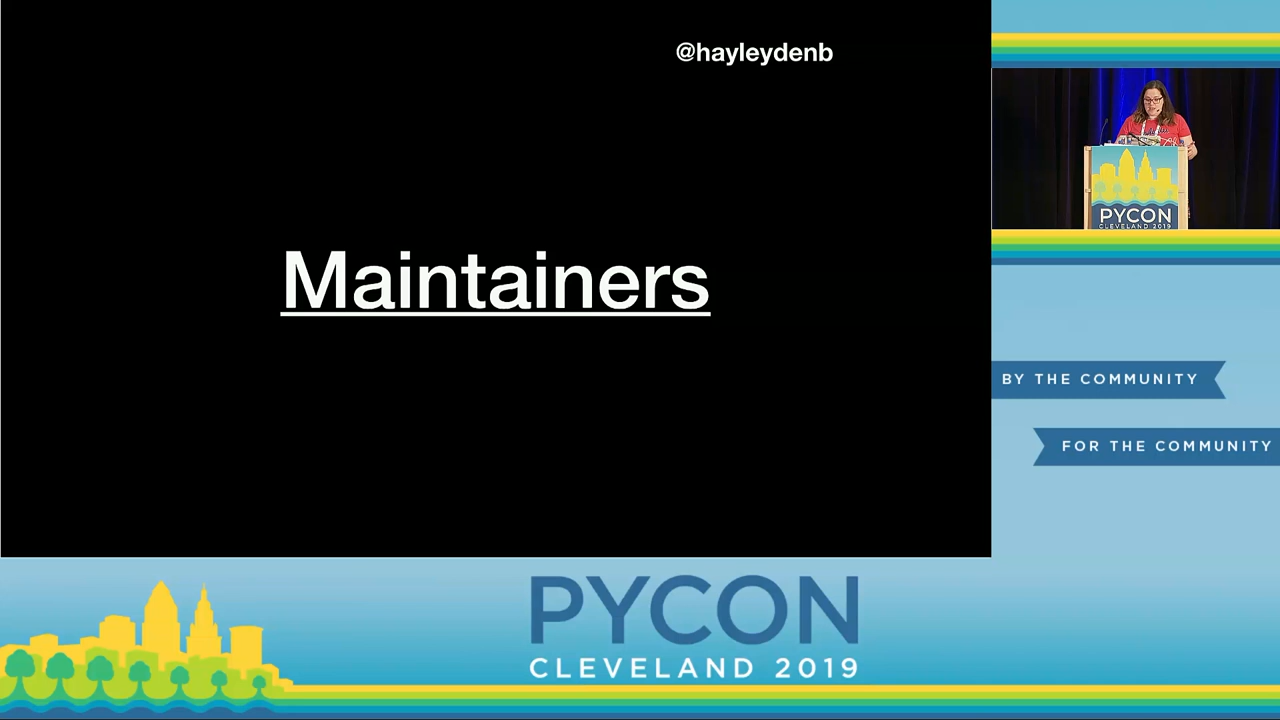 @hayleydenb
Maintainers
PYCON
CLEVELAND 2019
BY THE COMMUNITY
FOR THE COMMUNITY
PYCON
CLEVELAND 2019